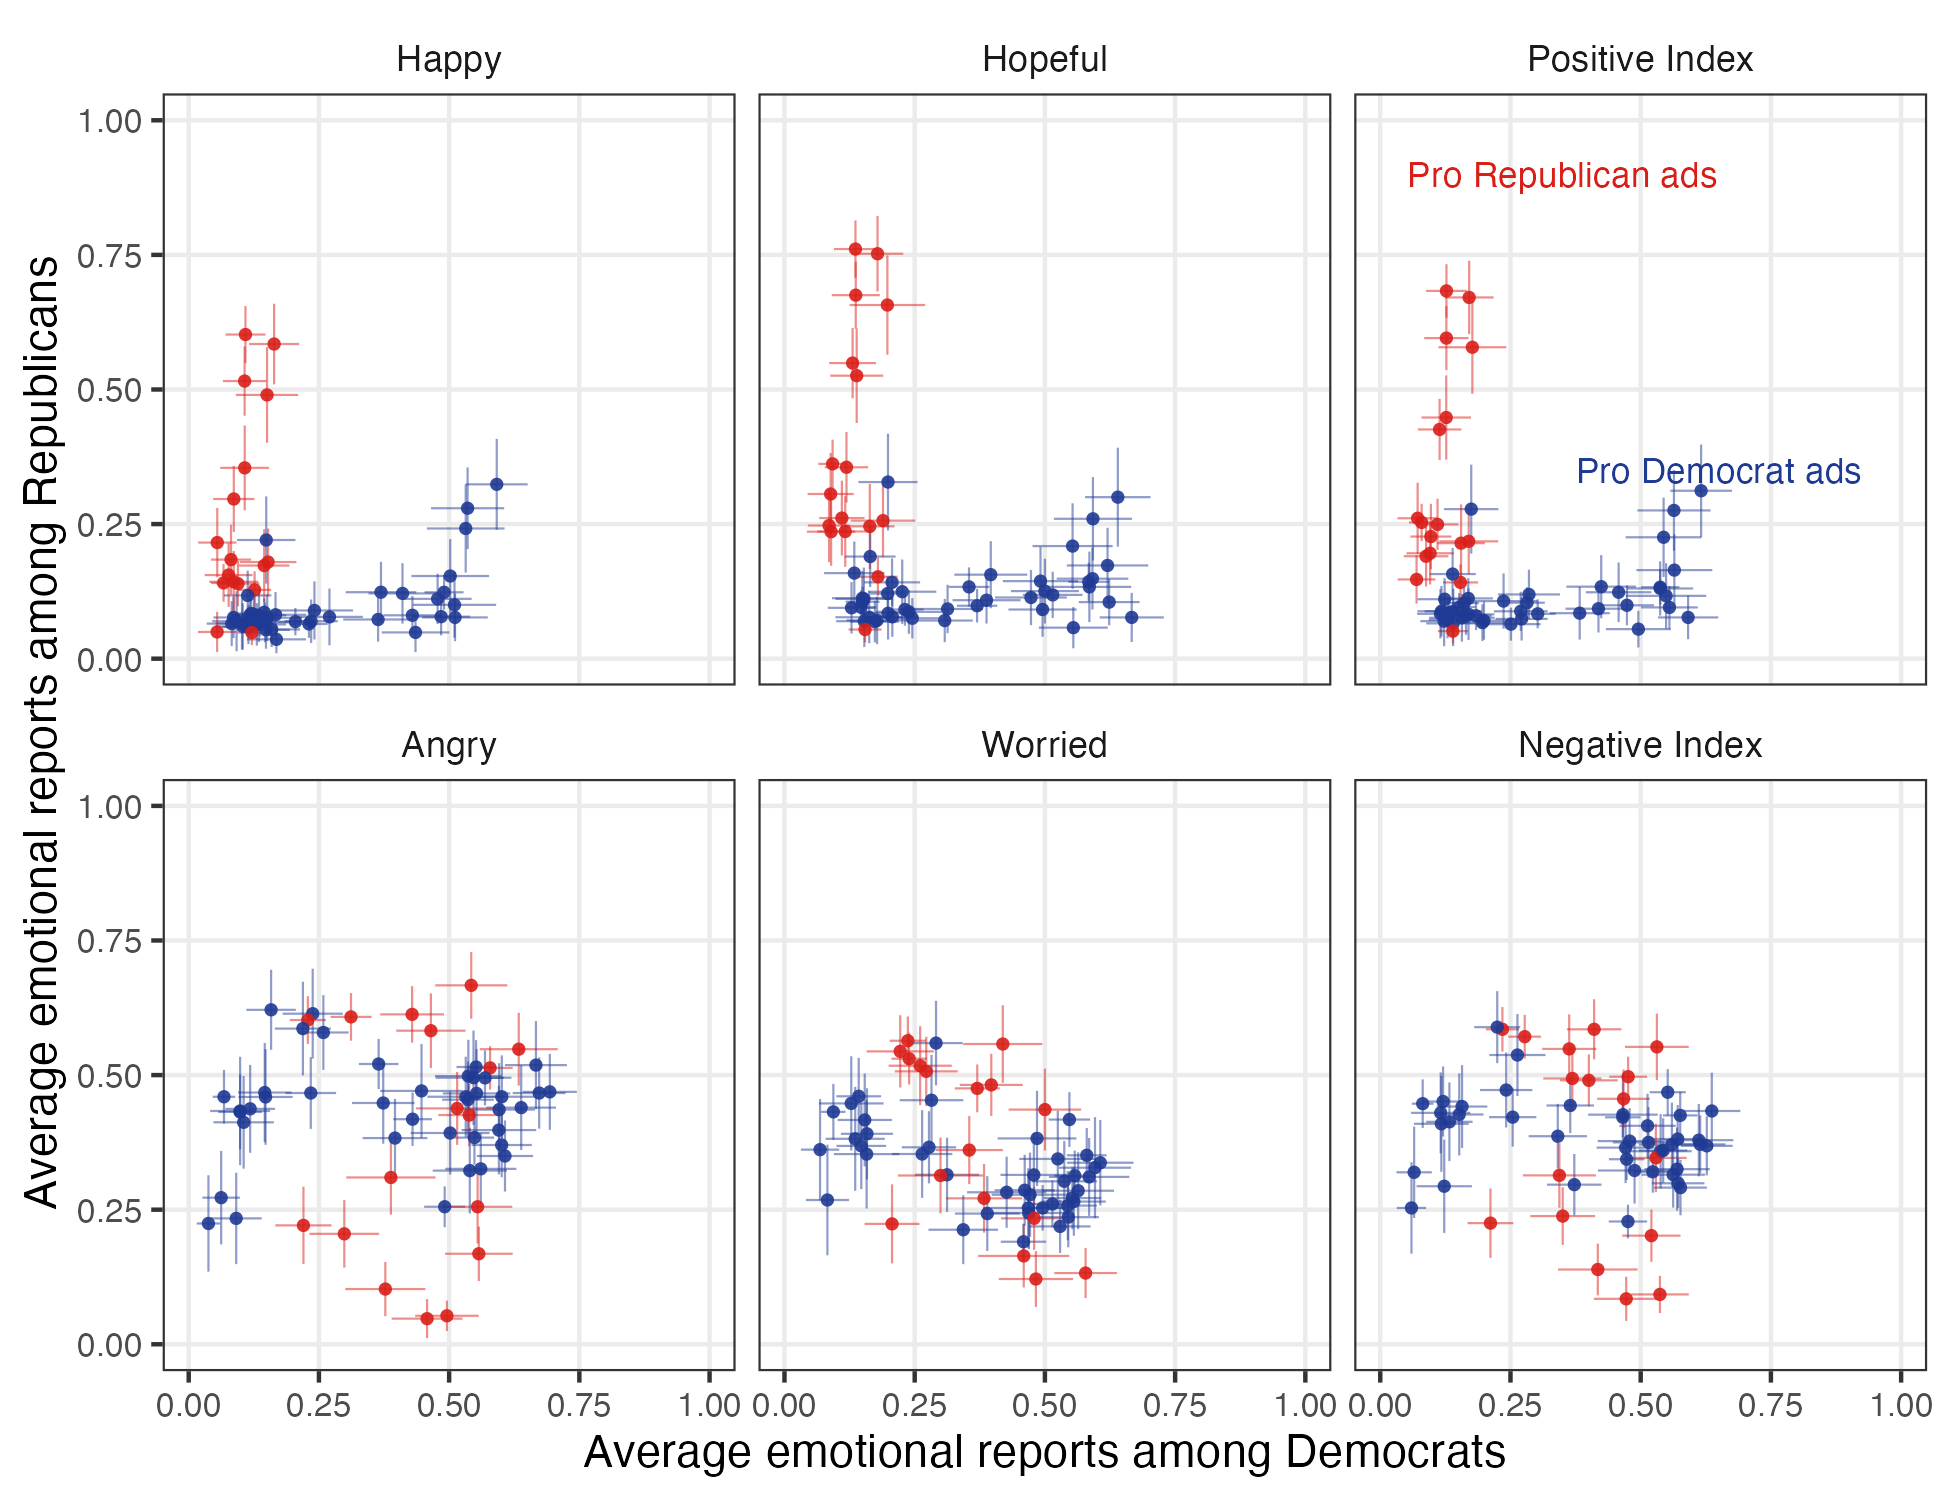 Happy Hopeful Positive Index
1.00
0.75
0.50
0.25
0.00
Pro Republican ads
Pro Democrat ads
Average emotional reports among Republicans
Angry Worried Negative Index
1.00
0.75
0.50
0.25
0.00
0.00 0.25 0.50 0.75 1.00 0.00 0.25 0.50 0.75 1.00 0.00 0.25 0.50 0.75 1.00
Average emotional reports among Democrats